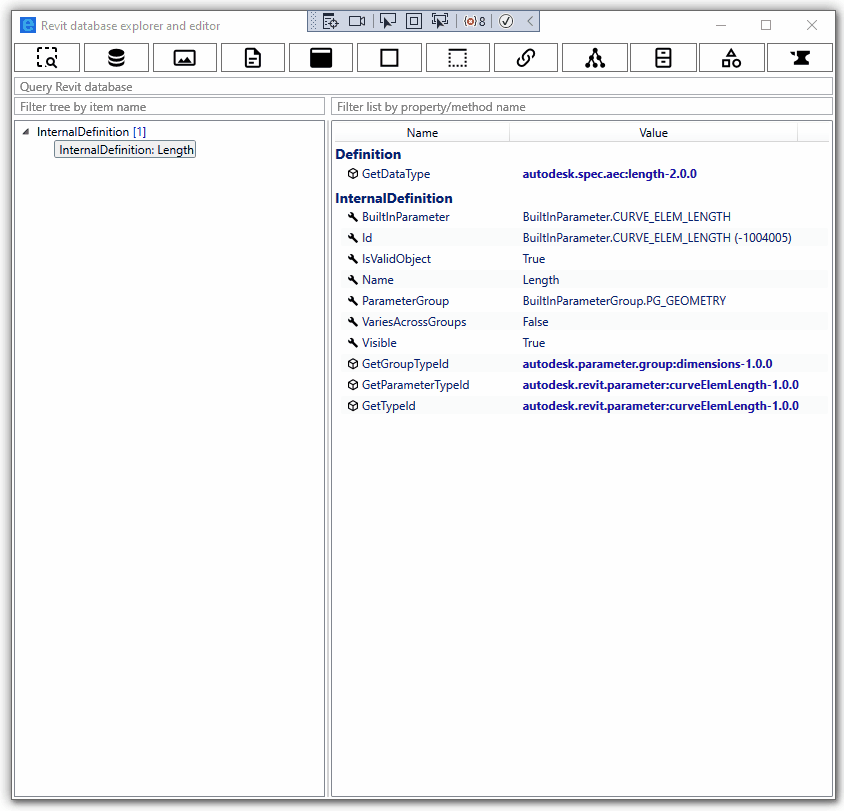 Revit database explorer and editor
8
Query Revit database
Filter tree by item name
Filter list by property/method name
InternalDefinition [1]
InternalDefinition: Length
Name Value
Definition
GetDataType autodesk.spec.aec:length-2.0.0
InternalDefinition
BuiltInParameter BuiltInParameter.CURVE_ELEM_LENGTH
Id BuiltInParameter.CURVE_ELEM_LENGTH (-1004005)
IsValidObject True
Name Length
ParameterGroup BuiltInParameterGroup.PG_GEOMETRY
VariesAcrossGroups False
Visible True
GetGroupTypeId autodesk.parameter.group:dimensions-1.0.0
GetParameterTypeId autodesk.revit.parameter:curveElemLength-1.0.0
GetTypeId autodesk.revit.parameter:curveElemLength-1.0.0